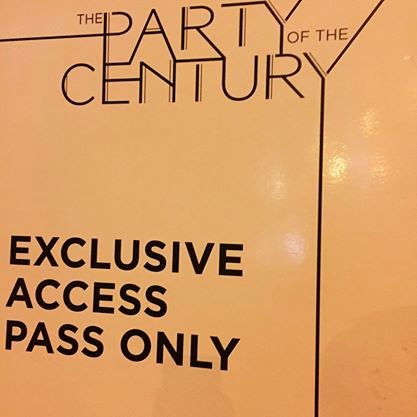 THE PARTY OF THE
CENTURY
EXCLUSIVE
ACCESS
PASS ONLY